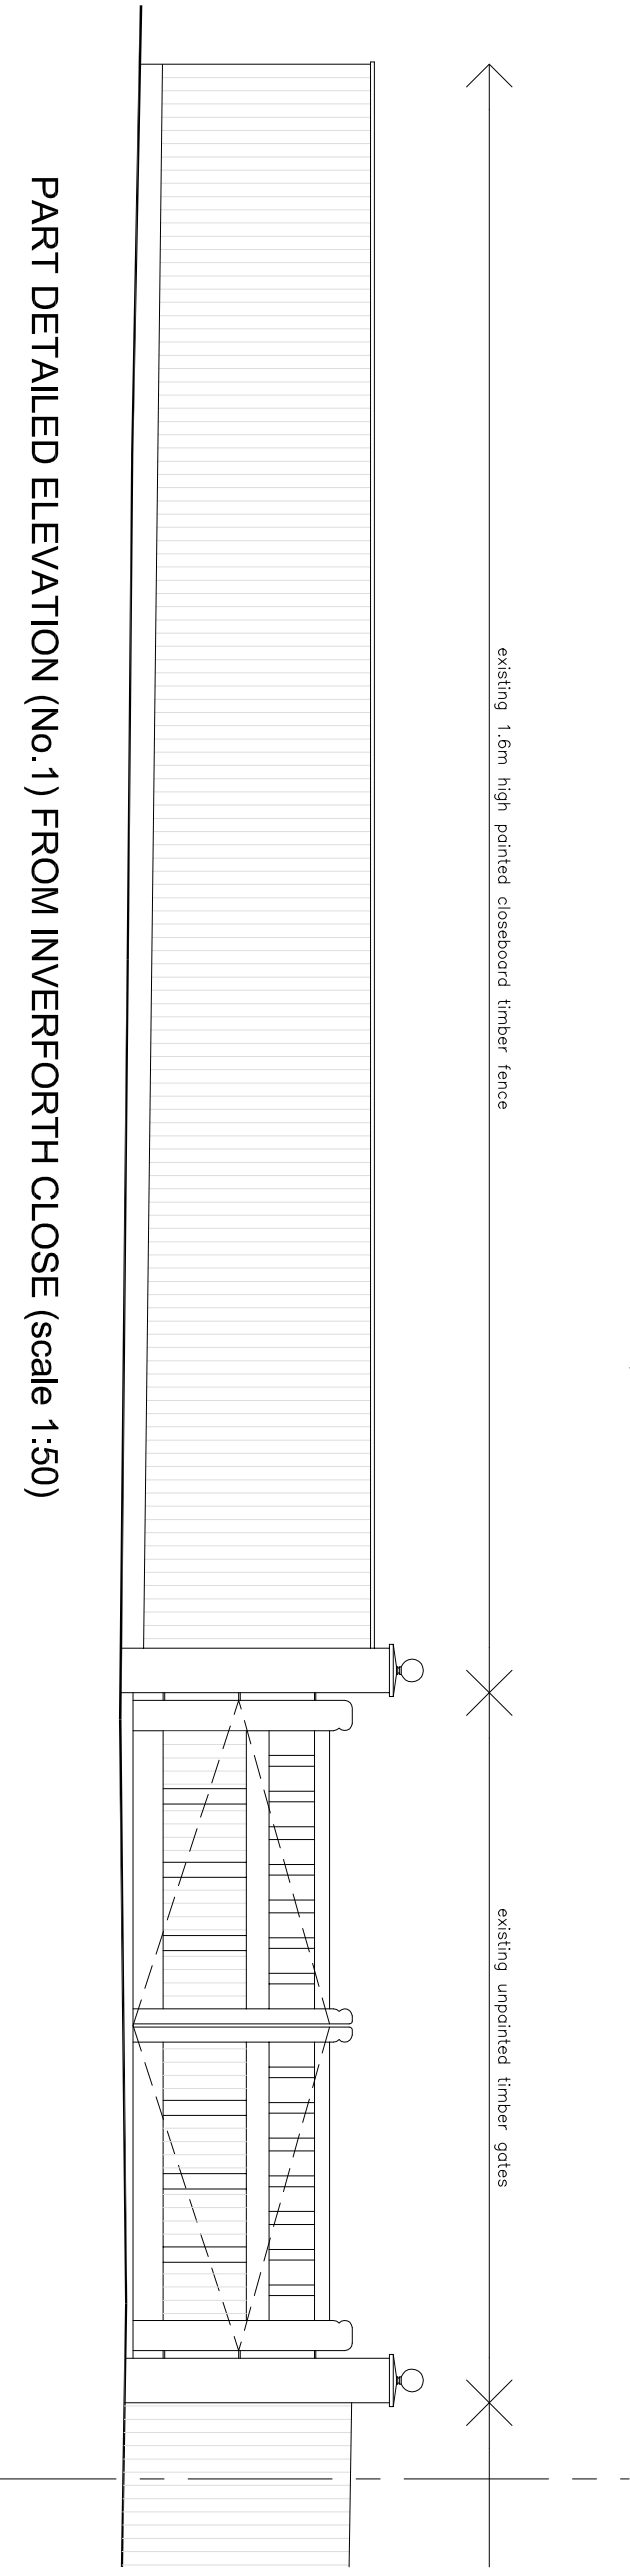 existing 1.6m high painted closeboard timber fence
existing unpainted timber gates
PART DETAILED ELEVATION (No.1) FROM INVERFORTH CLOSE (scale 1:50)